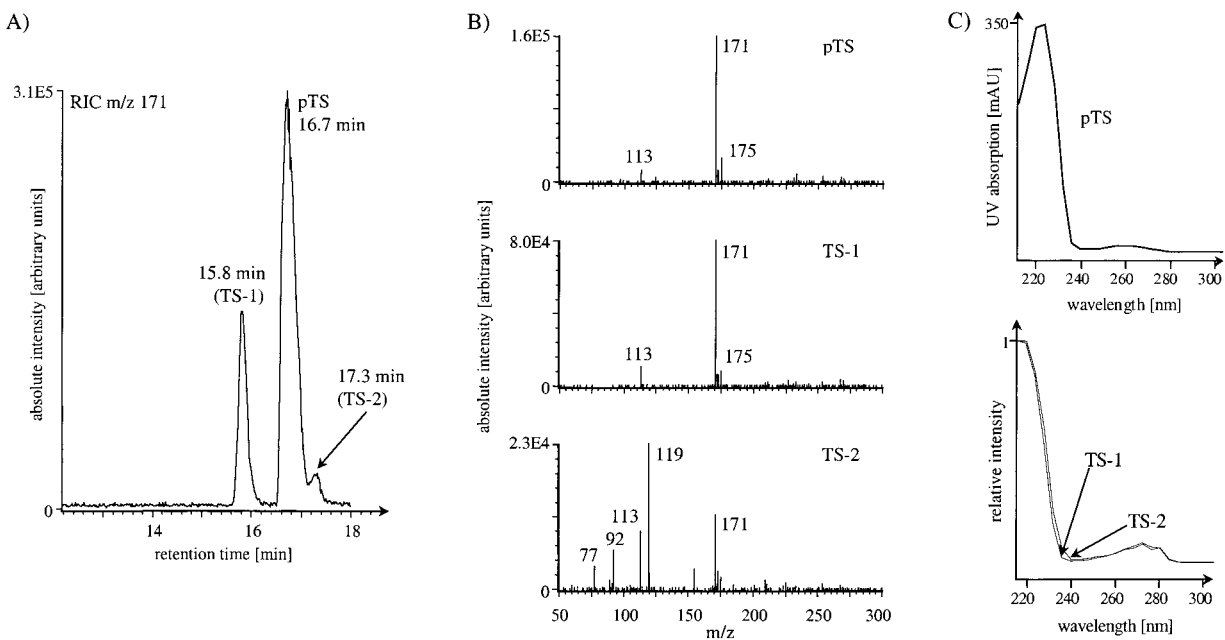 A)
3.1E5
RIC m/z 171
pTS
16.7 min
15.8 min
(TS-1)
17.3 min
(TS-2)
absolute intensity [arbitrary units]
0
14 16 18
retention time [min]
B)
1.6E5
171
pTS
113
175
0
8.0E4
171
TS-1
113
175
0
absolute intensity [arbitrary units]
2.3E4
119
TS-2
113
171
92
77
0
50 100 150 200 250 300
m/z
C)
350
pTS
UV absorption [mAU]
220 240 260 280 300
wavelength [nm]
1
TS-1
TS-2
relative intensity
220 240 260 280 300
wavelength [nm]